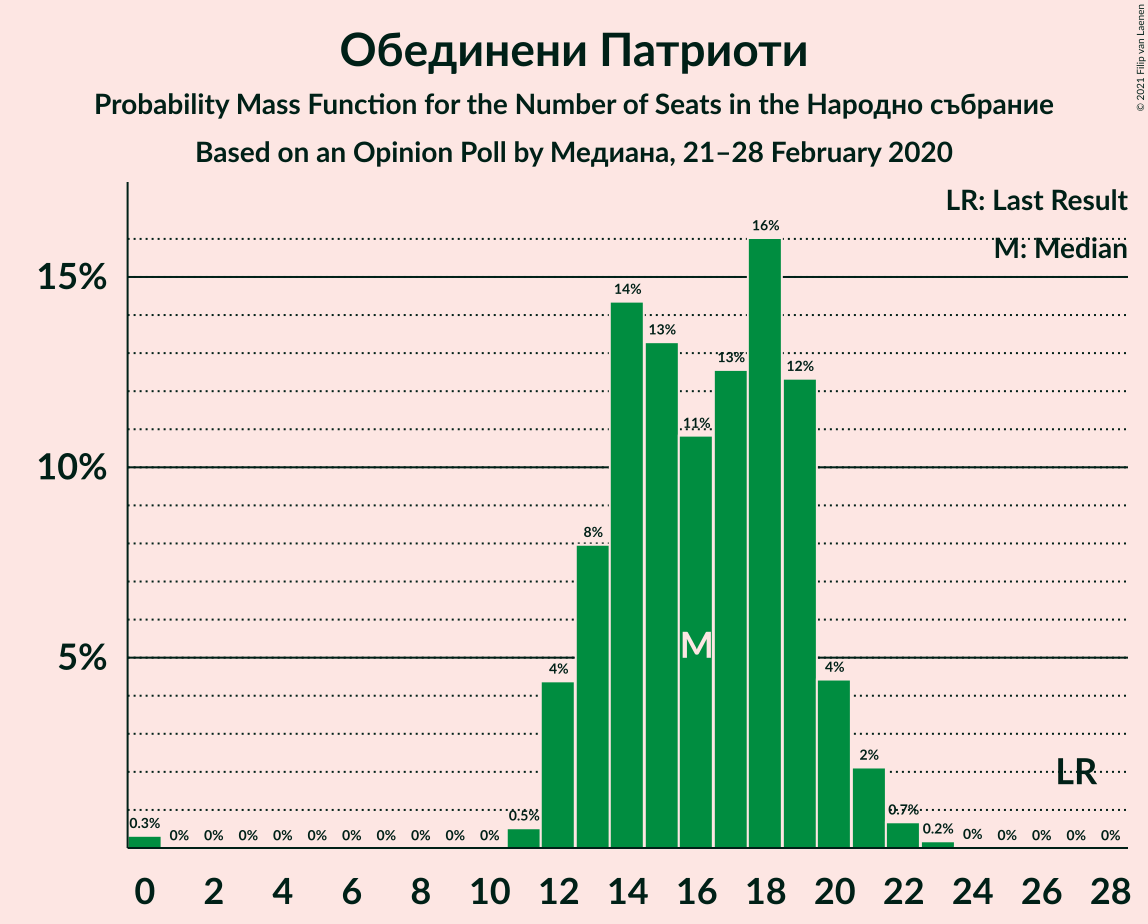 Обединени Патриоти
Probability Mass Function for the Number of Seats in the Народно събрание
Based on an Opinion Poll by Медиана, 21–28 February 2020
© 2021 Filip van Laenen
LR: Last Result
M: Median
15%
10%
5%
0.3% 0% 0% 0% 0% 0% 0% 0% 0% 0% 0% 0.5% 4% 8% 14% 13% 11% 13% 16% 12% 4% 2% 0.7% 0.2% 0% 0% 0% 0% 0%
M
LR
0 2 4 6 8 10 12 14 16 18 20 22 24 26 28